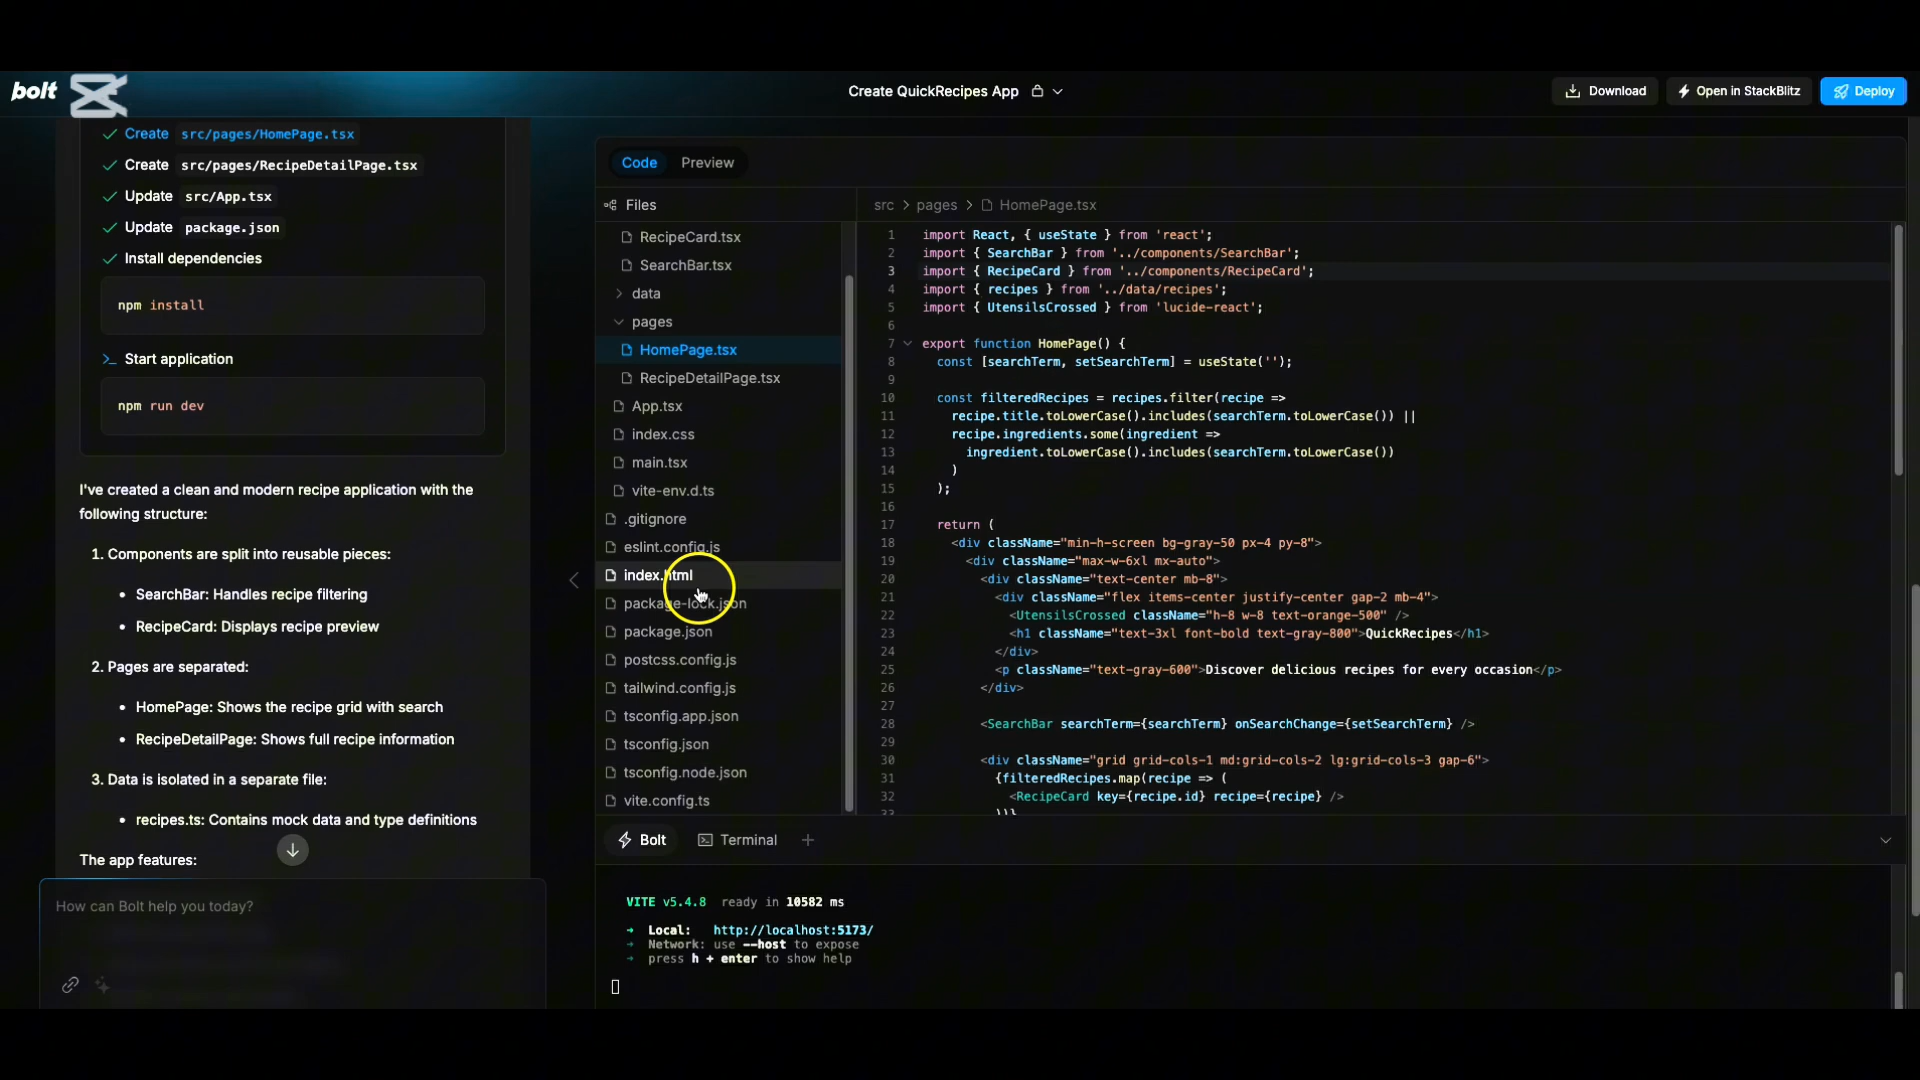 bolt
Create QuickRecipes App
Download
Open in StackBlitz
Deploy
Create src/pages/HomePage.tsx
Create src/pages/RecipeDetailPage.tsx
Update src/App.tsx
Update package.json
Install dependencies
npm install
Start application
npm run dev
I've created a clean and modern recipe application with the
following structure:
1. Components are split into reusable pieces:
• SearchBar: Handles recipe filtering
• RecipeCard: Displays recipe preview
2. Pages are separated:
• HomePage: Shows the recipe grid with search
• RecipeDetailPage: Shows full recipe information
3. Data is isolated in a separate file:
• recipes.ts: Contains mock data and type definitions
The app features:
How can Bolt help you today?
Code Preview
Files
RecipeCard.tsx
SearchBar.tsx
data
pages
HomePage.tsx
RecipeDetailPage.tsx
App.tsx
index.css
main.tsx
vite-env.d.ts
.gitignore
eslint.config.js
index.html
package-lock.json
package.json
postcss.config.js
tailwind.config.js
tsconfig.app.json
tsconfig.json
tsconfig.node.json
vite.config.ts
src > pages > HomePage.tsx
1 import React, { useState } from 'react';
2 import { SearchBar } from '../components/SearchBar';
3 import { RecipeCard } from '../components/RecipeCard';
4 import { recipes } from '../data/recipes';
5 import { UtensilsCrossed } from 'lucide-react';
6
7 export function HomePage() {
8 const [searchTerm, setSearchTerm] = useState('');
9
10 const filteredRecipes = recipes.filter(recipe =>
11 recipe.title.toLowerCase().includes(searchTerm.toLowerCase()) ||
12 recipe.ingredients.some(ingredient =>
13 ingredient.toLowerCase().includes(searchTerm.toLowerCase())
14 )
15 );
16
17 return (
18 <div className="min-h-screen bg-gray-50 px-4 py-8">
19 <div className="max-w-6xl mx-auto">
20 <div className="text-center mb-8">
21 <div className="flex items-center justify-center gap-2 mb-4">
22 <UtensilsCrossed className="h-8 w-8 text-orange-500" />
23 <h1 className="text-3xl font-bold text-gray-800">QuickRecipes</h1>
24 </div>
25 <p className="text-gray-600">Discover delicious recipes for every occasion</p>
26 </div>
27
28 <SearchBar searchTerm={searchTerm} onSearchChange={setSearchTerm} />
29
30 <div className="grid grid-cols-1 md:grid-cols-2 lg:grid-cols-3 gap-6">
31 {filteredRecipes.map(recipe => (
32 <RecipeCard key={recipe.id} recipe={recipe} />
33 ))}
Bolt Terminal +
VITE v5.4.8 ready in 10582 ms
➜ Local: http://localhost:5173/
➜ Network: use --host to expose
➜ press h + enter to show help